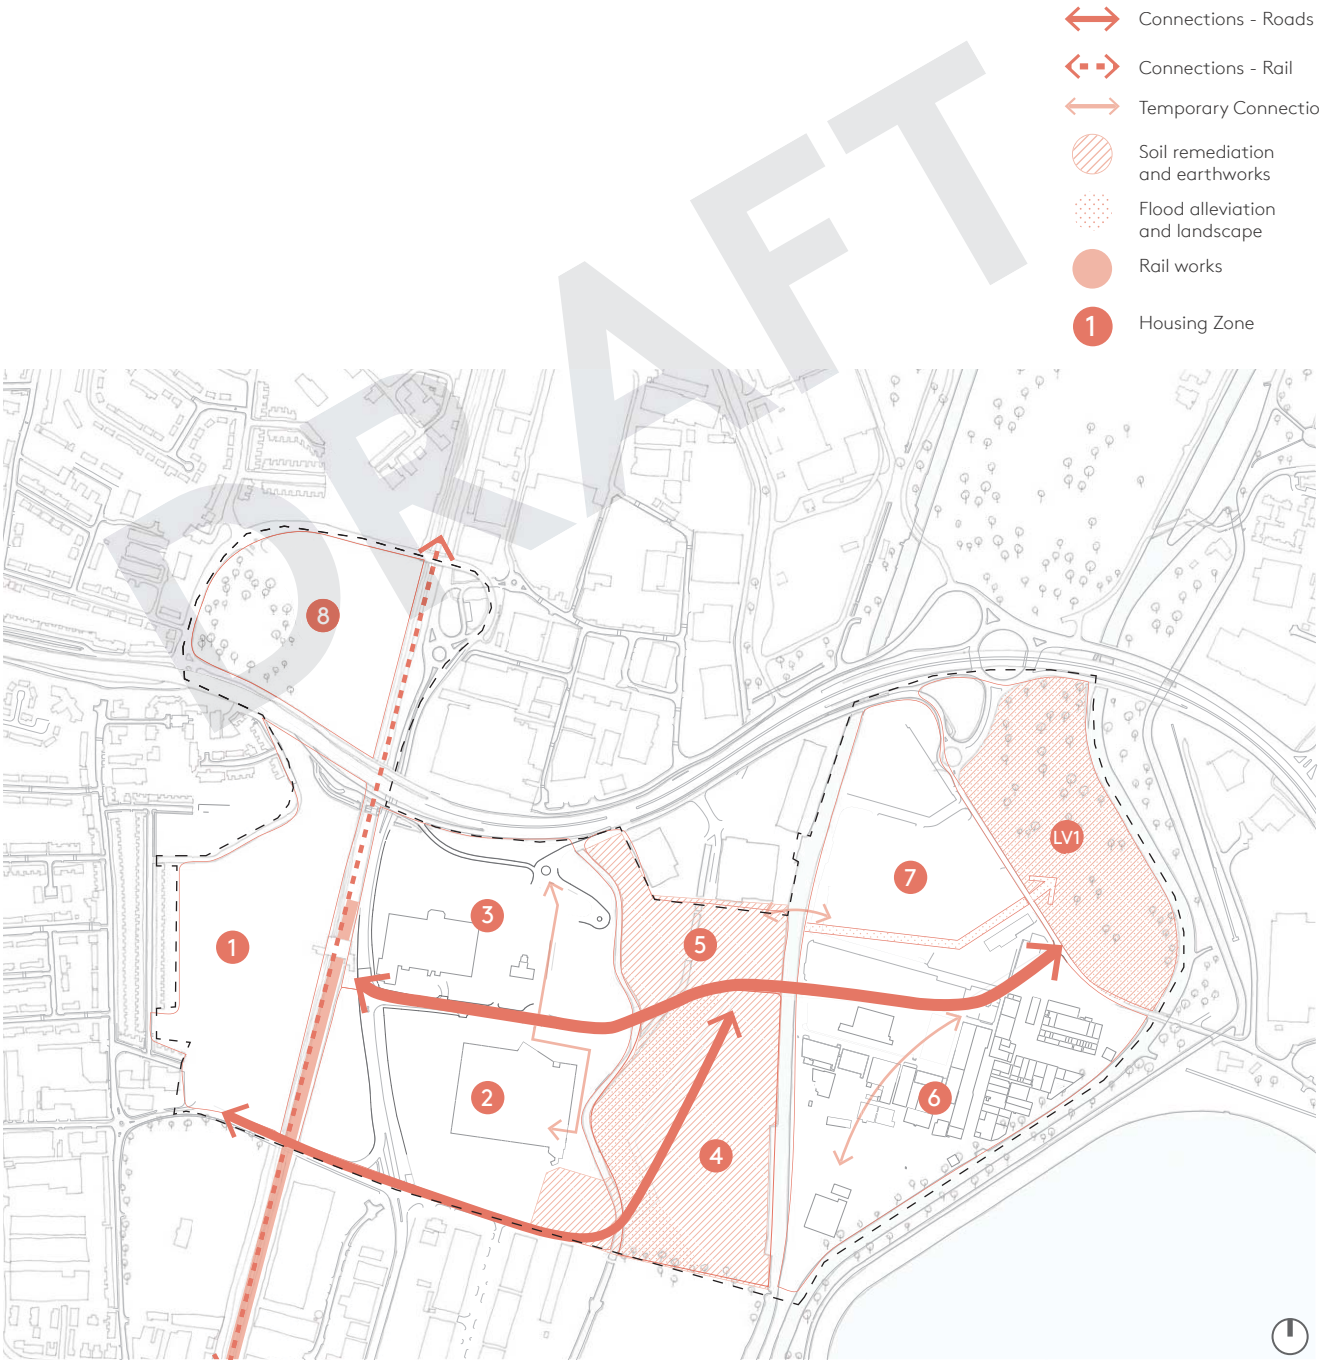 Connections - Roads
Connections - Rail
Temporary Connectio
Soil remediation
and earthworks
Flood alleviation
and landscape
Rail works
1
Housing Zone
DRAFT
8
LV1
7
3
5
1
2
6
4